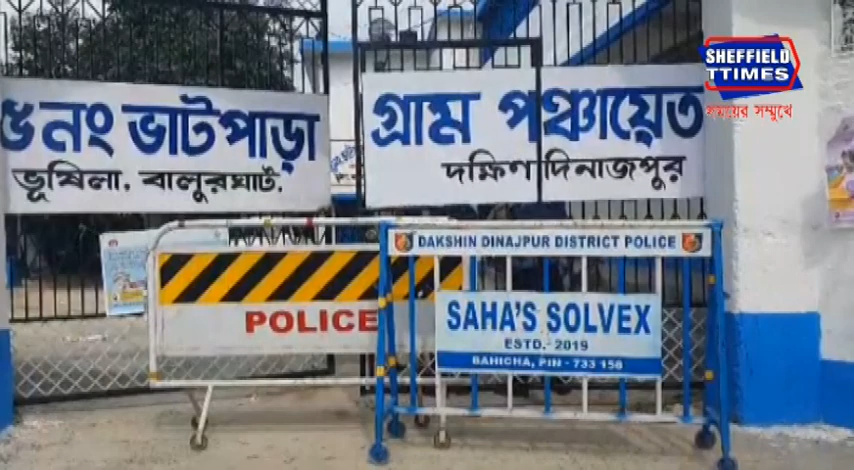 SHEFFIELD
TTIMES
সময়ের সম্মুখে
৫ নং ভাটপাড়া
ভূষিলা, বালুরঘাট,
গ্রাম পঞ্চায়েত
দক্ষিণ দিনাজপুর
DAKSHIN DINAJPUR DISTRICT POLICE
POLICE
SAHA'S SOLVEX
ESTD.- 2019
BAHICHA, PIN - 733 158